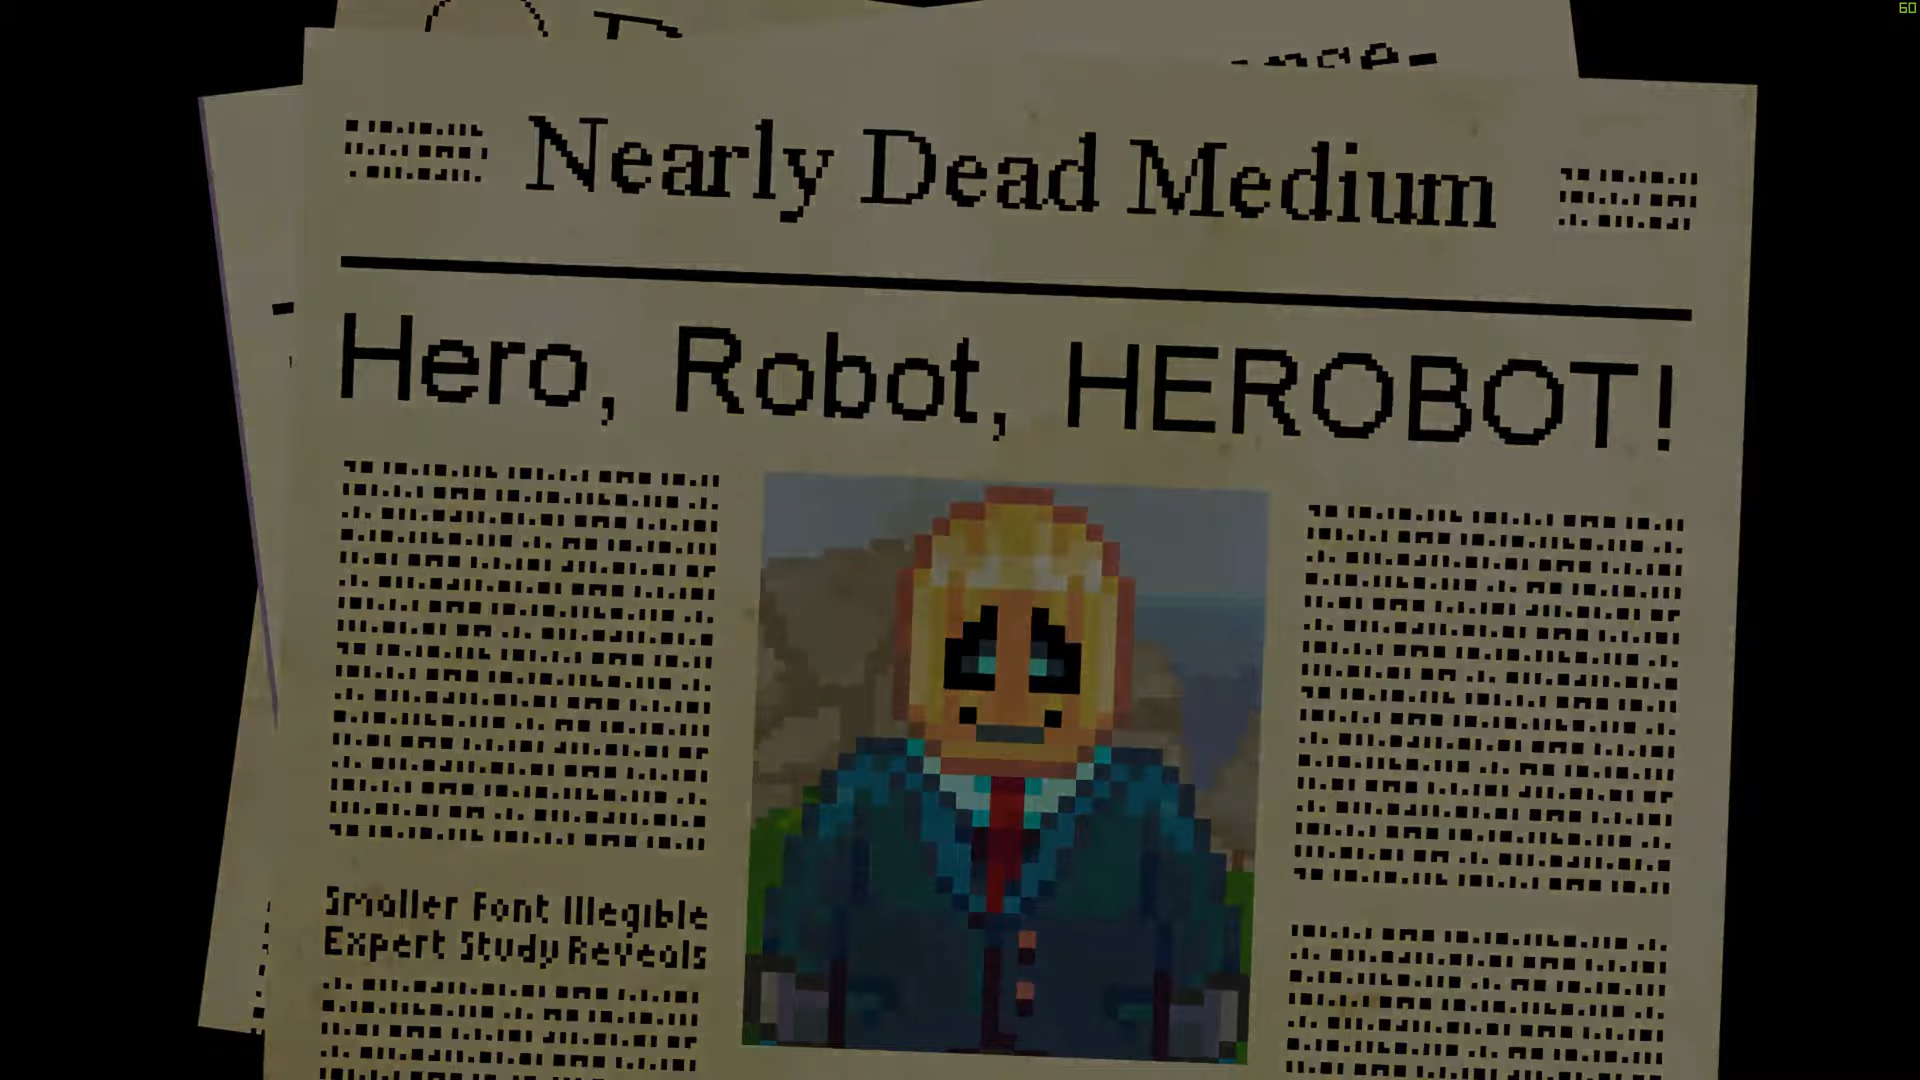 60
Nearly Dead Medium
Hero, Robot, HEROBOT!
Smaller Font Illegible
Expert Study Reveals